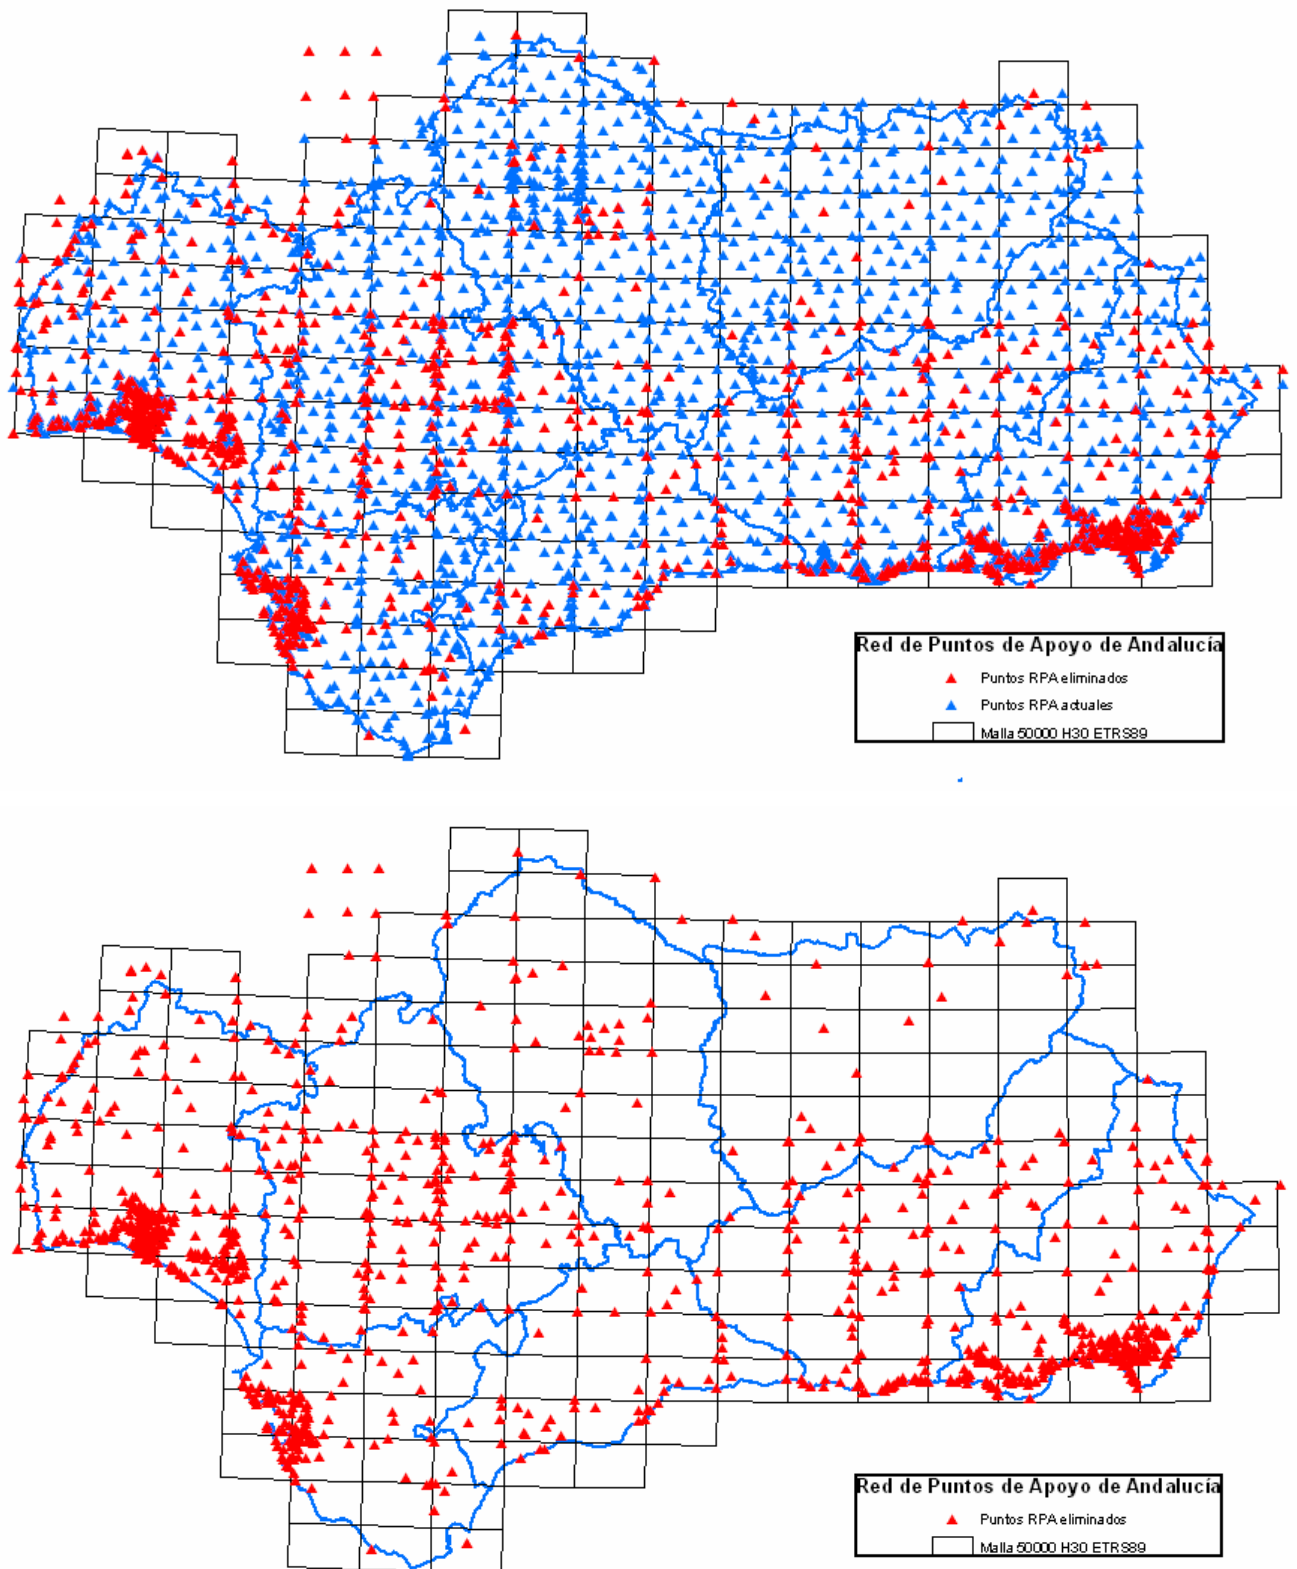 Red de Puntos de Apoyo de Andalucía
Puntos RPA eliminados
Puntos RPA actuales
Malla 50000 H30 ETRS89
Red de Puntos de Apoyo de Andalucía
Puntos RPA eliminados
Malla 50000 H30 ETRS89